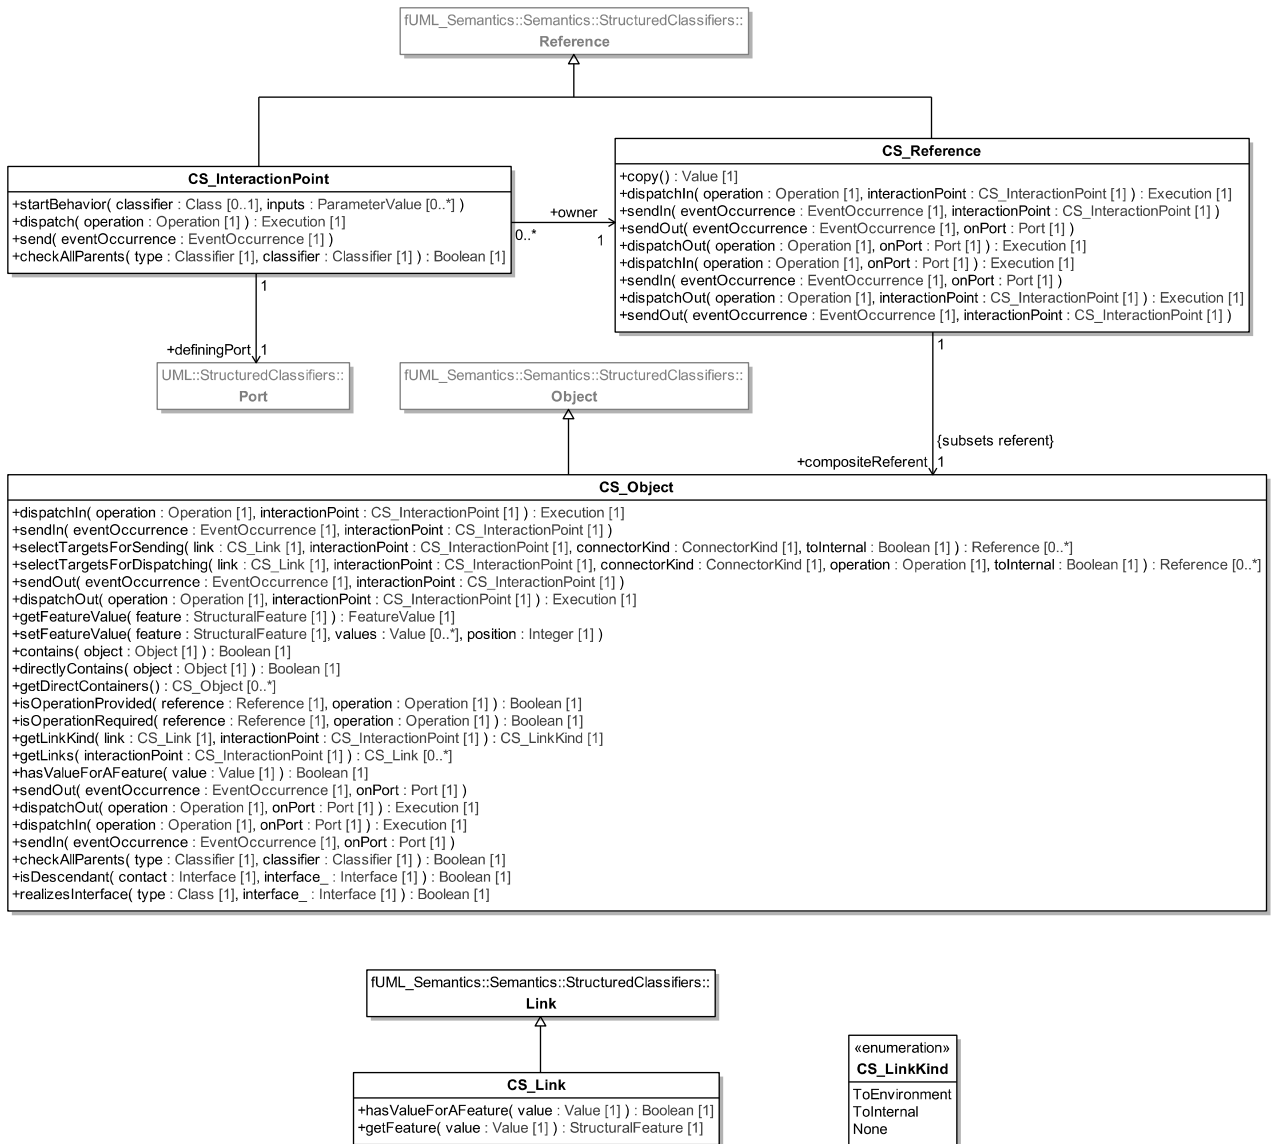 fUML_Semantics::Semantics::StructuredClassifiers::
Reference
CS_InteractionPoint
+startBehavior( classifier : Class [0..1], inputs : ParameterValue [0..*] )
+dispatch( operation : Operation [1] ) : Execution [1]
+send( eventOccurrence : EventOccurrence [1] )
+checkAllParents( type : Classifier [1], classifier : Classifier [1] ) : Boolean [1]
+owner
0..*
1
CS_Reference
+copy() : Value [1]
+dispatchIn( operation : Operation [1], interactionPoint : CS_InteractionPoint [1] ) : Execution [1]
+sendIn( eventOccurrence : EventOccurrence [1], interactionPoint : CS_InteractionPoint [1] )
+sendOut( eventOccurrence : EventOccurrence [1], onPort : Port [1] )
+dispatchOut( operation : Operation [1], onPort : Port [1] ) : Execution [1]
+dispatchIn( operation : Operation [1], onPort : Port [1] ) : Execution [1]
+sendIn( eventOccurrence : EventOccurrence [1], onPort : Port [1] )
+dispatchOut( operation : Operation [1], interactionPoint : CS_InteractionPoint [1] ) : Execution [1]
+sendOut( eventOccurrence : EventOccurrence [1], interactionPoint : CS_InteractionPoint [1] )
1
+definingPort
1
UML::StructuredClassifiers::
Port
fUML_Semantics::Semantics::StructuredClassifiers::
Object
1
{subsets referent}
+compositeReferent
1
CS_Object
+dispatchIn( operation : Operation [1], interactionPoint : CS_InteractionPoint [1] ) : Execution [1]
+sendIn( eventOccurrence : EventOccurrence [1], interactionPoint : CS_InteractionPoint [1] )
+selectTargetsForSending( link : CS_Link [1], interactionPoint : CS_InteractionPoint [1], connectorKind : ConnectorKind [1], toInternal : Boolean [1] ) : Reference [0..*]
+selectTargetsForDispatching( link : CS_Link [1], interactionPoint : CS_InteractionPoint [1], connectorKind : ConnectorKind [1], operation : Operation [1], toInternal : Boolean [1] ) : Reference [0..*]
+sendOut( eventOccurrence : EventOccurrence [1], interactionPoint : CS_InteractionPoint [1] )
+dispatchOut( operation : Operation [1], interactionPoint : CS_InteractionPoint [1] ) : Execution [1]
+getFeatureValue( feature : StructuralFeature [1] ) : FeatureValue [1]
+setFeatureValue( feature : StructuralFeature [1], values : Value [0..*], position : Integer [1] )
+contains( object : Object [1] ) : Boolean [1]
+directlyContains( object : Object [1] ) : Boolean [1]
+getDirectContainers() : CS_Object [0..*]
+isOperationProvided( reference : Reference [1], operation : Operation [1] ) : Boolean [1]
+isOperationRequired( reference : Reference [1], operation : Operation [1] ) : Boolean [1]
+getLinkKind( link : CS_Link [1], interactionPoint : CS_InteractionPoint [1] ) : CS_LinkKind [1]
+getLinks( interactionPoint : CS_InteractionPoint [1] ) : CS_Link [0..*]
+hasValueForAFeature( value : Value [1] ) : Boolean [1]
+sendOut( eventOccurrence : EventOccurrence [1], onPort : Port [1] )
+dispatchOut( operation : Operation [1], onPort : Port [1] ) : Execution [1]
+dispatchIn( operation : Operation [1], onPort : Port [1] ) : Execution [1]
+sendIn( eventOccurrence : EventOccurrence [1], onPort : Port [1] )
+checkAllParents( type : Classifier [1], classifier : Classifier [1] ) : Boolean [1]
+isDescendant( contact : Interface [1], interface_ : Interface [1] ) : Boolean [1]
+realizesInterface( type : Class [1], interface_ : Interface [1] ) : Boolean [1]
fUML_Semantics::Semantics::StructuredClassifiers::
Link
CS_Link
+hasValueForAFeature( value : Value [1] ) : Boolean [1]
+getFeature( value : Value [1] ) : StructuralFeature [1]
«enumeration»
CS_LinkKind
ToEnvironment
ToInternal
None